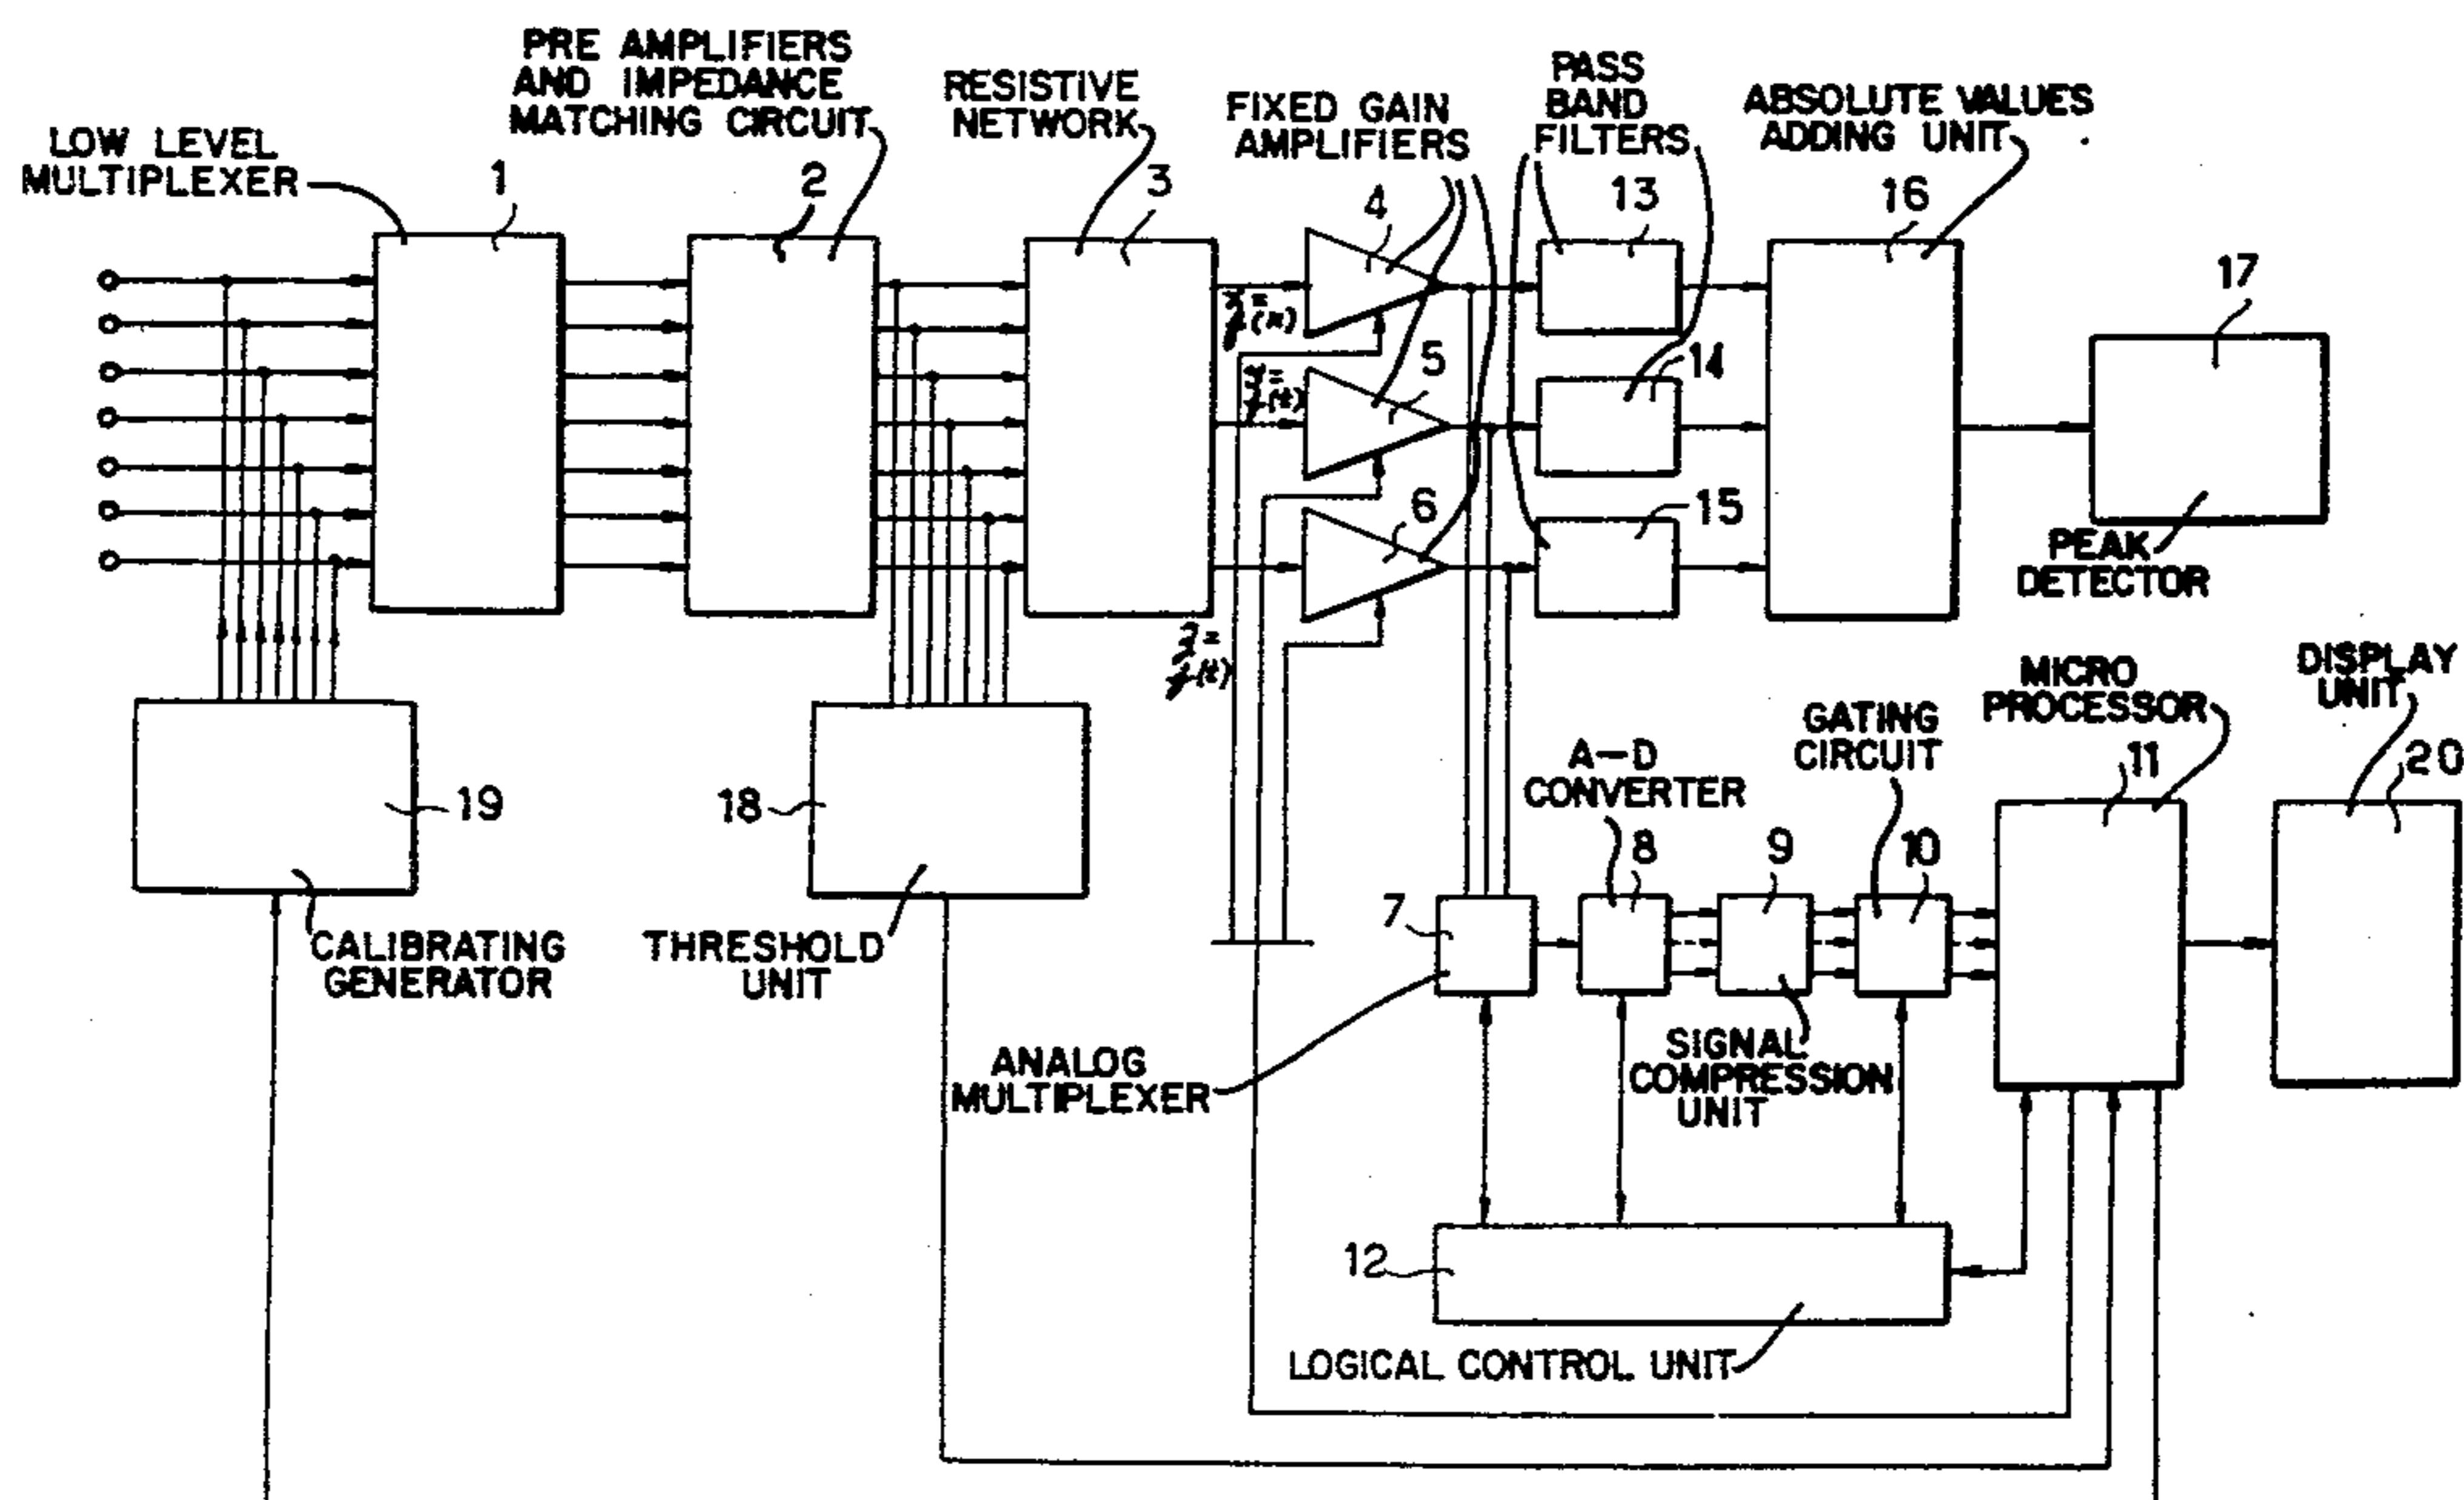 PRE AMPLIFIERS
AND IMPEDANCE
MATCHING CIRCUIT
LOW LEVEL
MULTIPLEXER
RESISTIVE
NETWORK
FIXED GAIN
AMPLIFIERS
PASS
BAND
FILTERS
ABSOLUTE VALUES
ADDING UNIT
1
2
3
4
13
16
17
5
14
6
15
PEAK
DETECTOR
19
CALIBRATING
GENERATOR
18
THRESHOLD
UNIT
A-D
CONVERTER
GATING
CIRCUIT
MICRO
PROCESSOR
DISPLAY
UNIT
7
8
9
10
11
20
ANALOG
MULTIPLEXER
SIGNAL
COMPRESSION
UNIT
12
LOGICAL CONTROL UNIT